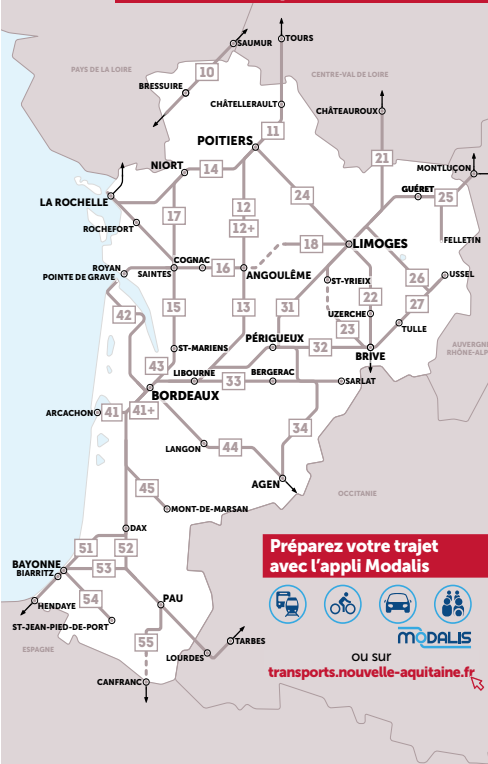 SAUMUR
TOURS
PAYS DE LA LOIRE
10
CENTRE-VAL DE LOIRE
BRESSUIRE
CHÂTELLERAULT
CHÂTEAUROUX
11
POITIERS
21
NIORT
14
MONTLUÇON
GUÉRET
24
25
LA ROCHELLE
17
12
12+
ROCHEFORT
18
LIMOGES
FELLETIN
COGNAC
ROYAN
POINTE DE GRAVE
SAINTES
16
ANGOULÊME
ST-YRIEIX
26
USSEL
22
27
42
15
13
31
UZERCHE
23
TULLE
PÉRIGUEUX
ST-MARIENS
32
BRIVE
AUVERGNE
RHÔNE-ALP
43
LIBOURNE
33
BERGERAC
SARLAT
BORDEAUX
ARCACHON
41
41+
34
LANGON
44
AGEN
45
OCCITANIE
MONT-DE-MARSAN
DAX
51
52
Préparez votre trajet
avec l'appli Modalis
BAYONNE
BIARRITZ
53
54
PAU
HENDAYE
ST-JEAN-PIED-DE-PORT
55
TARBES
MODALIS
ESPAGNE
LOURDES
ou sur
transports.nouvelle-aquitaine.fr
CANFRANC